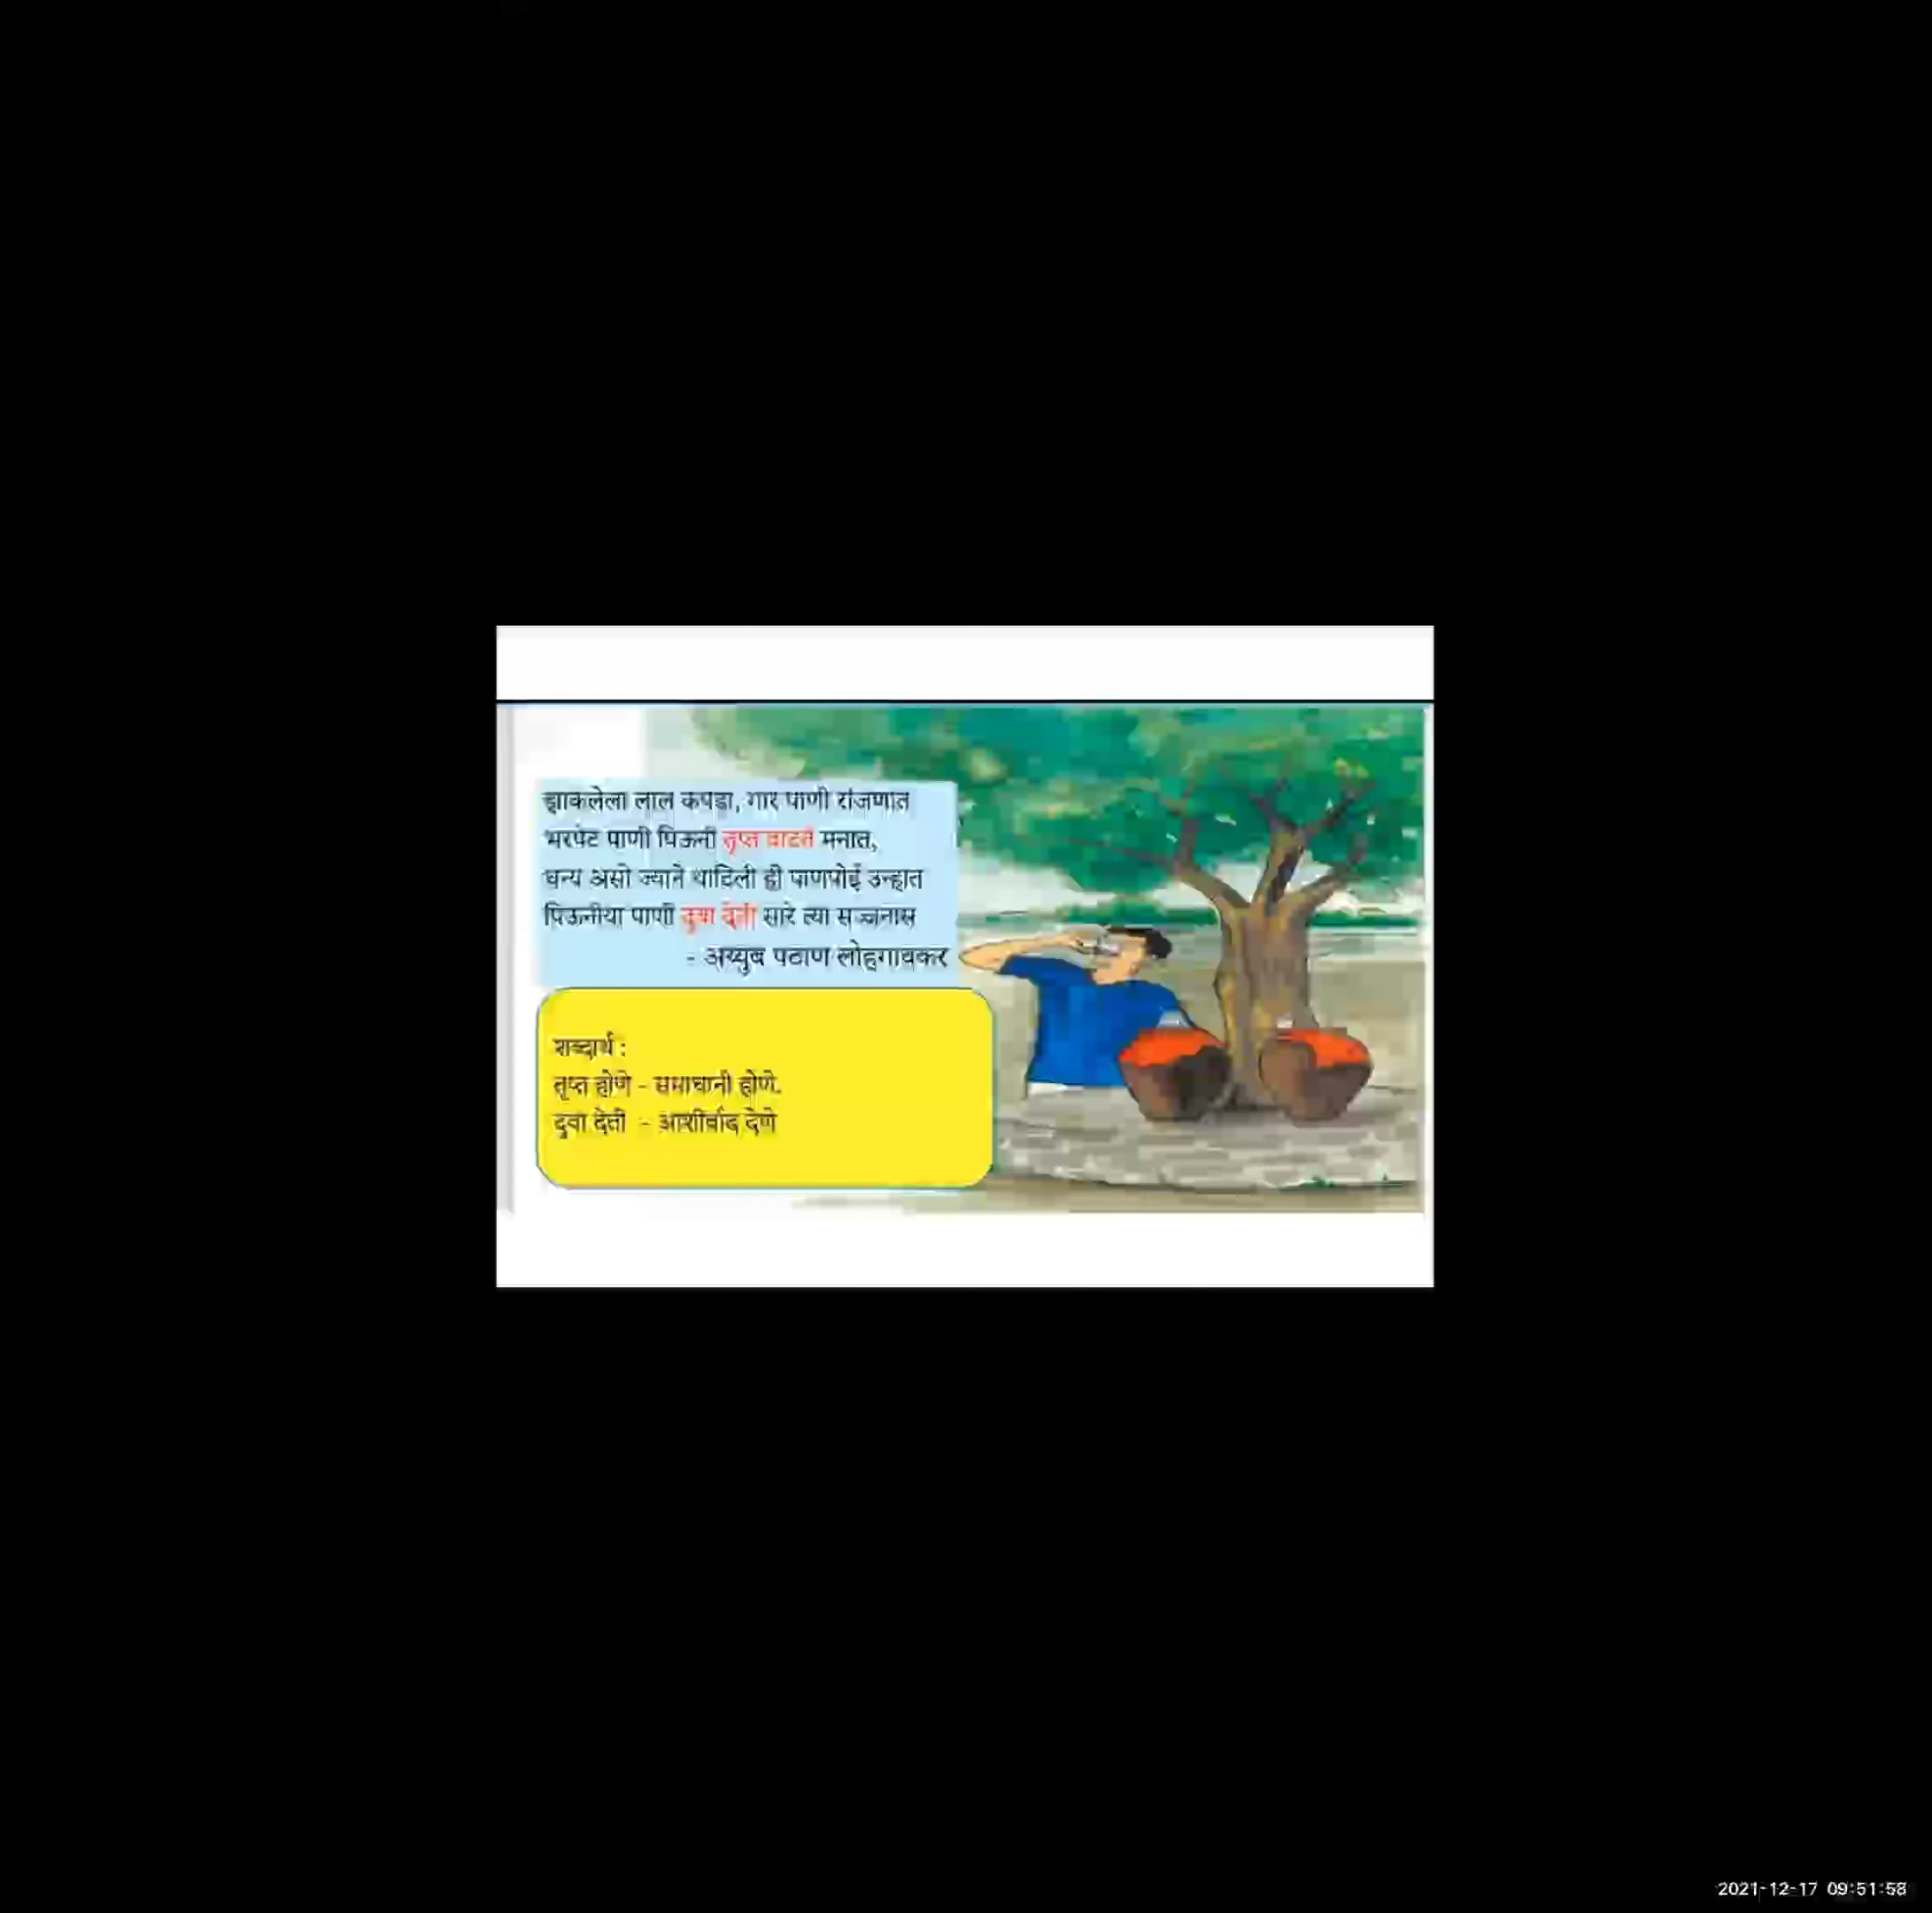 झाकलेला लाल कपडा, गार पाणी रांजणात
भरपेट पाणी पिऊनी तृप्त वाटते मनात,
धन्य असो ज्याने थाटिली ही पाणपोई उन्हात
पिऊनीया पाणी दुवा देती सारे त्या सज्जनास
- अय्युब पठाण लोहगावकर
शब्दार्थ :
तृप्त होणे - समाधानी होणे.
दुवा देती - आशीर्वाद देणे
2021-12-17 09:51:58